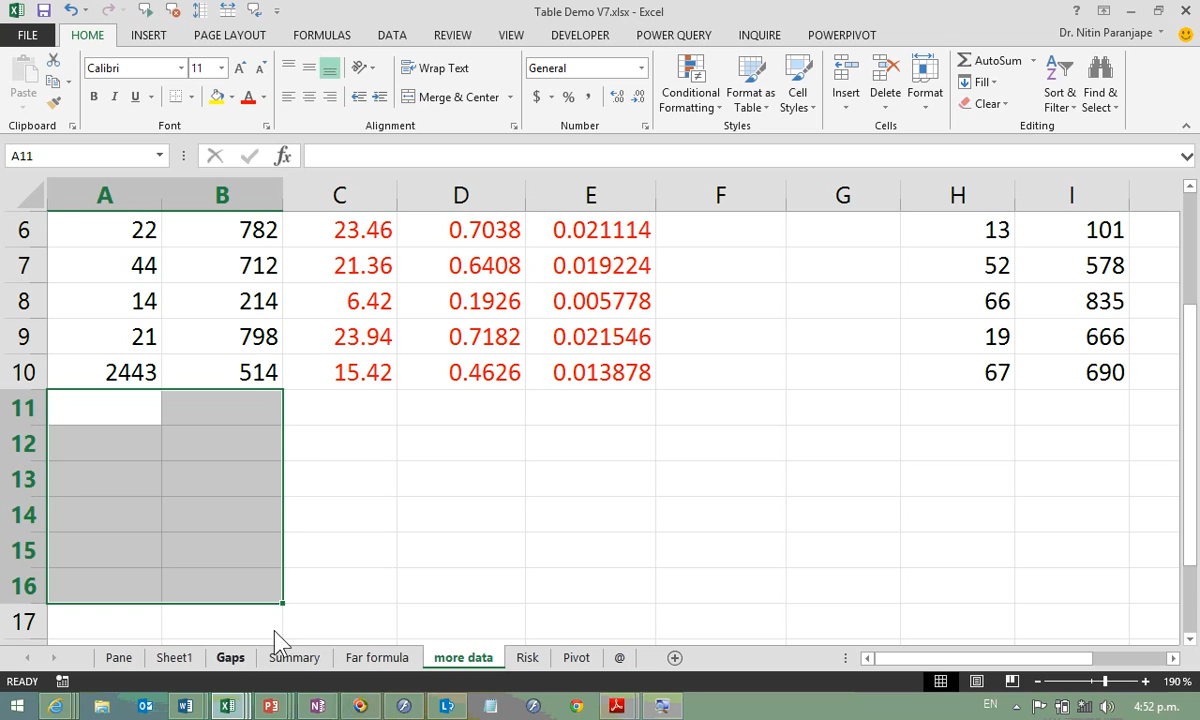 Table Demo V7.xlsx - Excel
FILE HOME INSERT PAGE LAYOUT FORMULAS DATA REVIEW VIEW DEVELOPER POWER QUERY INQUIRE POWERPIVOT Dr. Nitin Paranjape
Paste Calibri 11 A A Wrap Text General Conditional Formatting Format as Table Cell Styles Insert Delete Format AutoSum Sort & Filter Find & Select
B I U A Merge & Center $ % , Fill
Clear
Clipboard Font Alignment Number Styles Cells Editing
A11 fx
A B C D E F G H I
6 22 782 23.46 0.7038 0.021114 13 101
7 44 712 21.36 0.6408 0.019224 52 578
8 14 214 6.42 0.1926 0.005778 66 835
9 21 798 23.94 0.7182 0.021546 19 666
10 2443 514 15.42 0.4626 0.013878 67 690
11
12
13
14
15
16
17
Pane Sheet1 Gaps Summary Far formula more data Risk Pivot @
READY 190 %
EN 4:52 p.m.